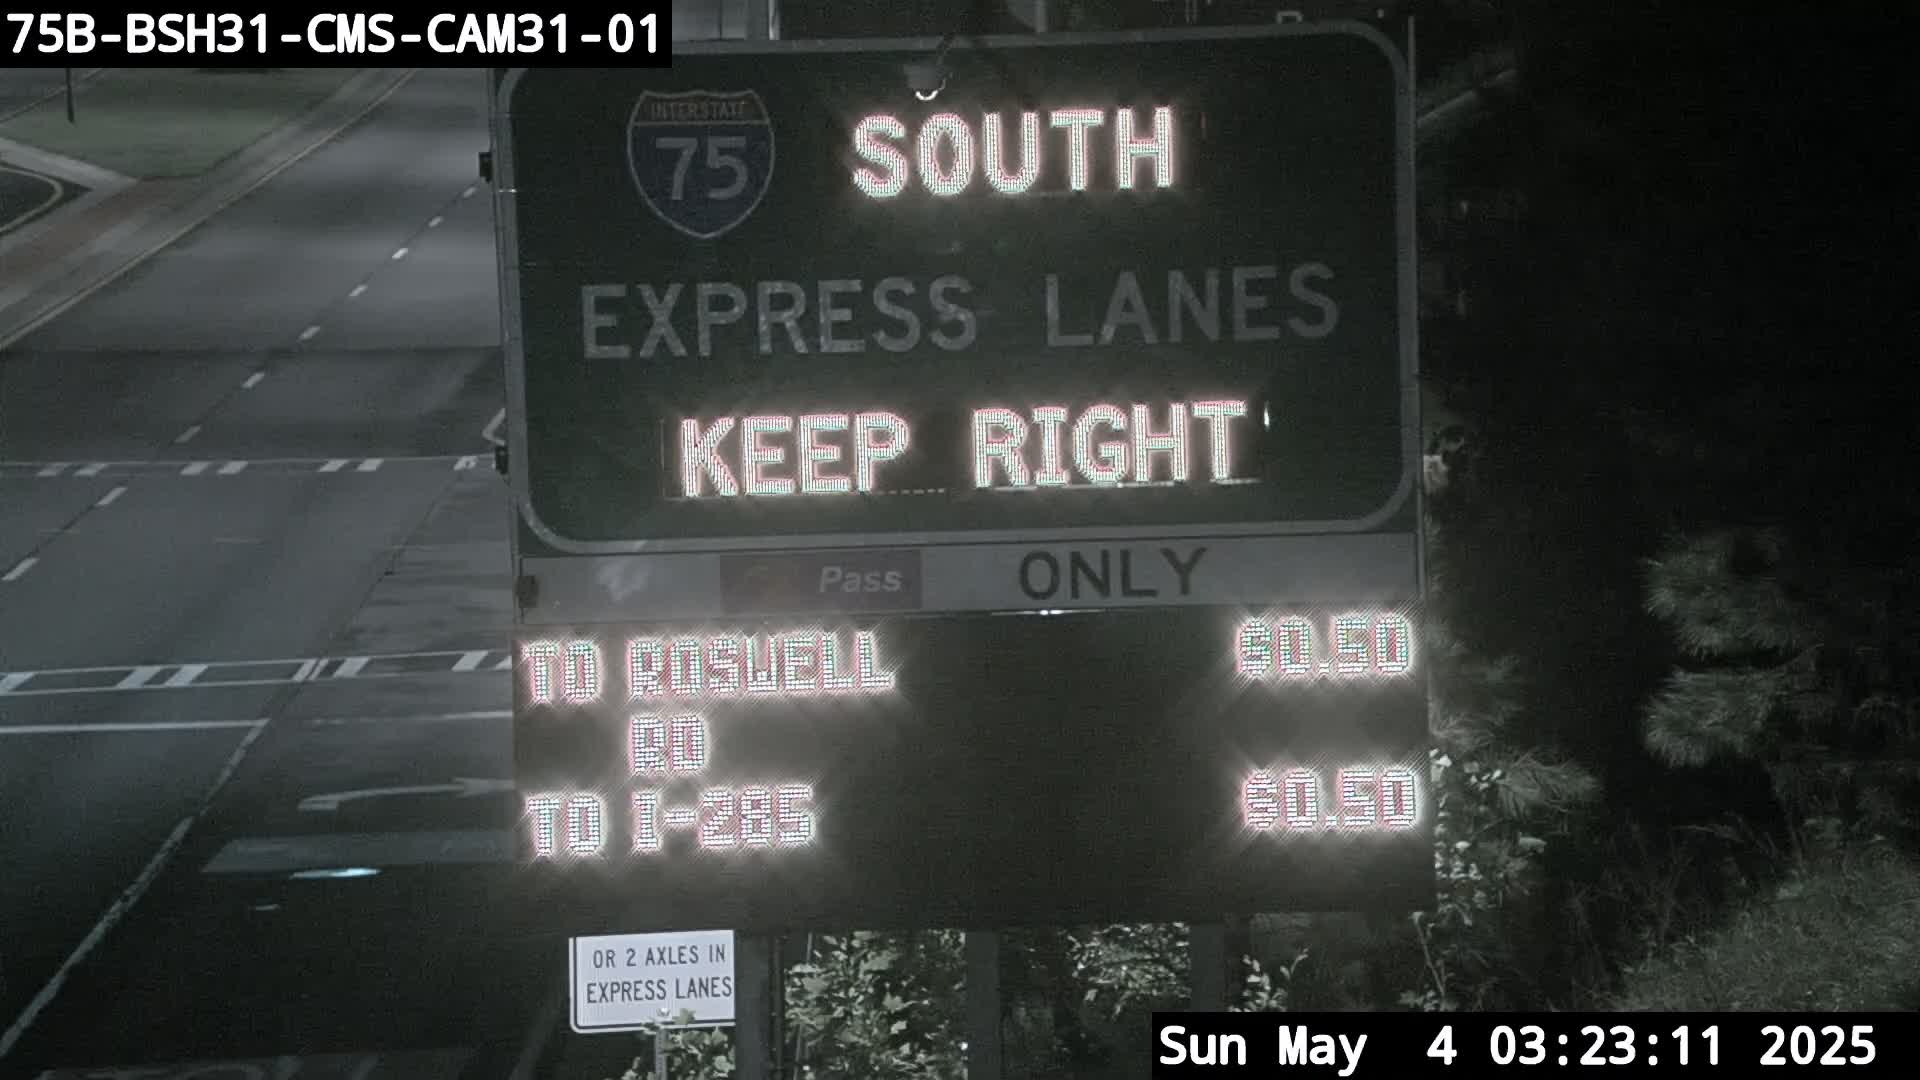 75B-BSH31-CMS-CAM31-01
INTERSTATE
75
SOUTH
EXPRESS LANES
KEEP RIGHT
Pass ONLY
TO ROSWELL $0.50
RD
TO I-285 $0.50
OR 2 AXLES IN
EXPRESS LANES
Sun May 4 03:23:11 2025